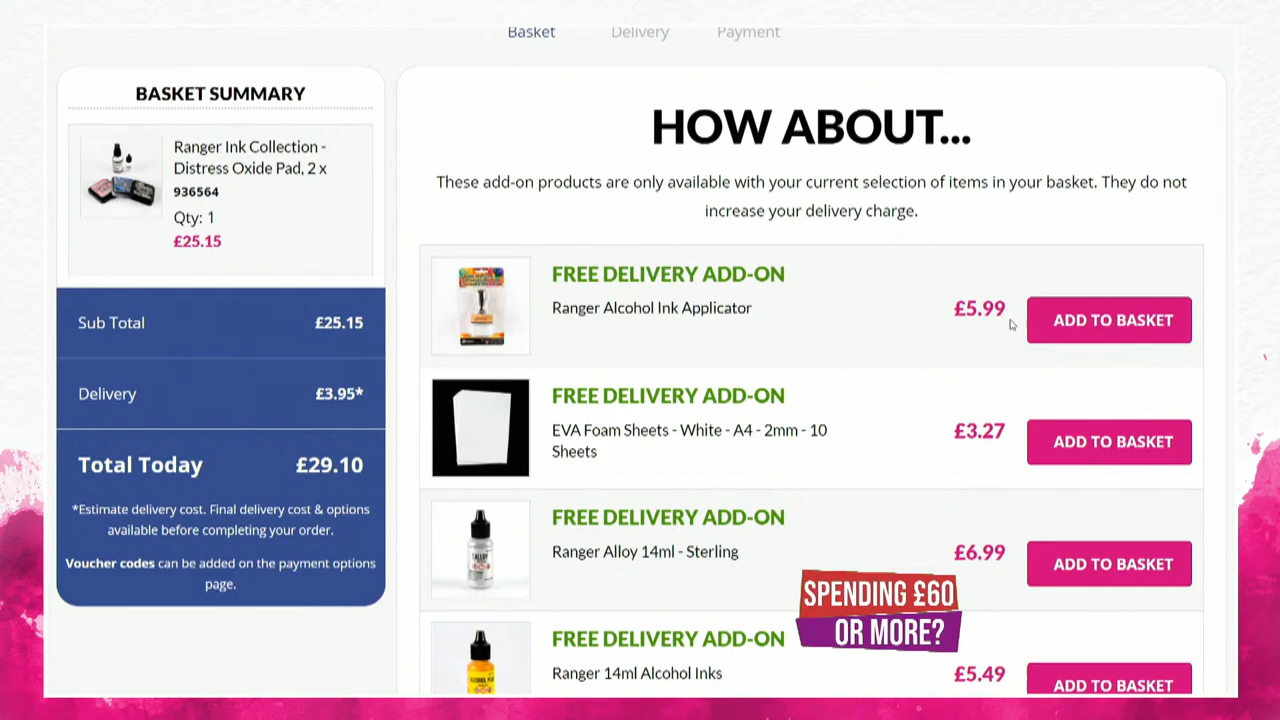 Basket Delivery Payment
BASKET SUMMARY
Ranger Ink Collection -
Distress Oxide Pad, 2 x
936564
Qty: 1
£25.15
Sub Total £25.15
Delivery £3.95*
Total Today £29.10
*Estimate delivery cost. Final delivery cost & options
available before completing your order.
Voucher codes can be added on the payment options
page.
HOW ABOUT...
These add-on products are only available with your current selection of items in your basket. They do not
increase your delivery charge.
FREE DELIVERY ADD-ON
Ranger Alcohol Ink Applicator
£5.99
ADD TO BASKET
FREE DELIVERY ADD-ON
EVA Foam Sheets - White - A4 - 2mm - 10
Sheets
£3.27
ADD TO BASKET
FREE DELIVERY ADD-ON
Ranger Alloy 14ml - Sterling
£6.99
ADD TO BASKET
SPENDING £60
OR MORE?
FREE DELIVERY ADD-ON
Ranger 14ml Alcohol Inks
£5.49
ADD TO BASKET